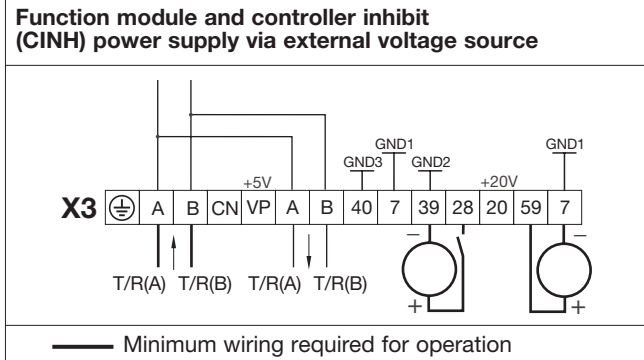 Function module and controller inhibit
(CINH) power supply via external voltage source
GND1
GND1
GND3
GND2
+5V
+20V
X3
A B CN VP A B 40 7 39 28 20 59 7
T/R(A) T/R(B) T/R(A) T/R(B)
− −
+ +
Minimum wiring required for operation